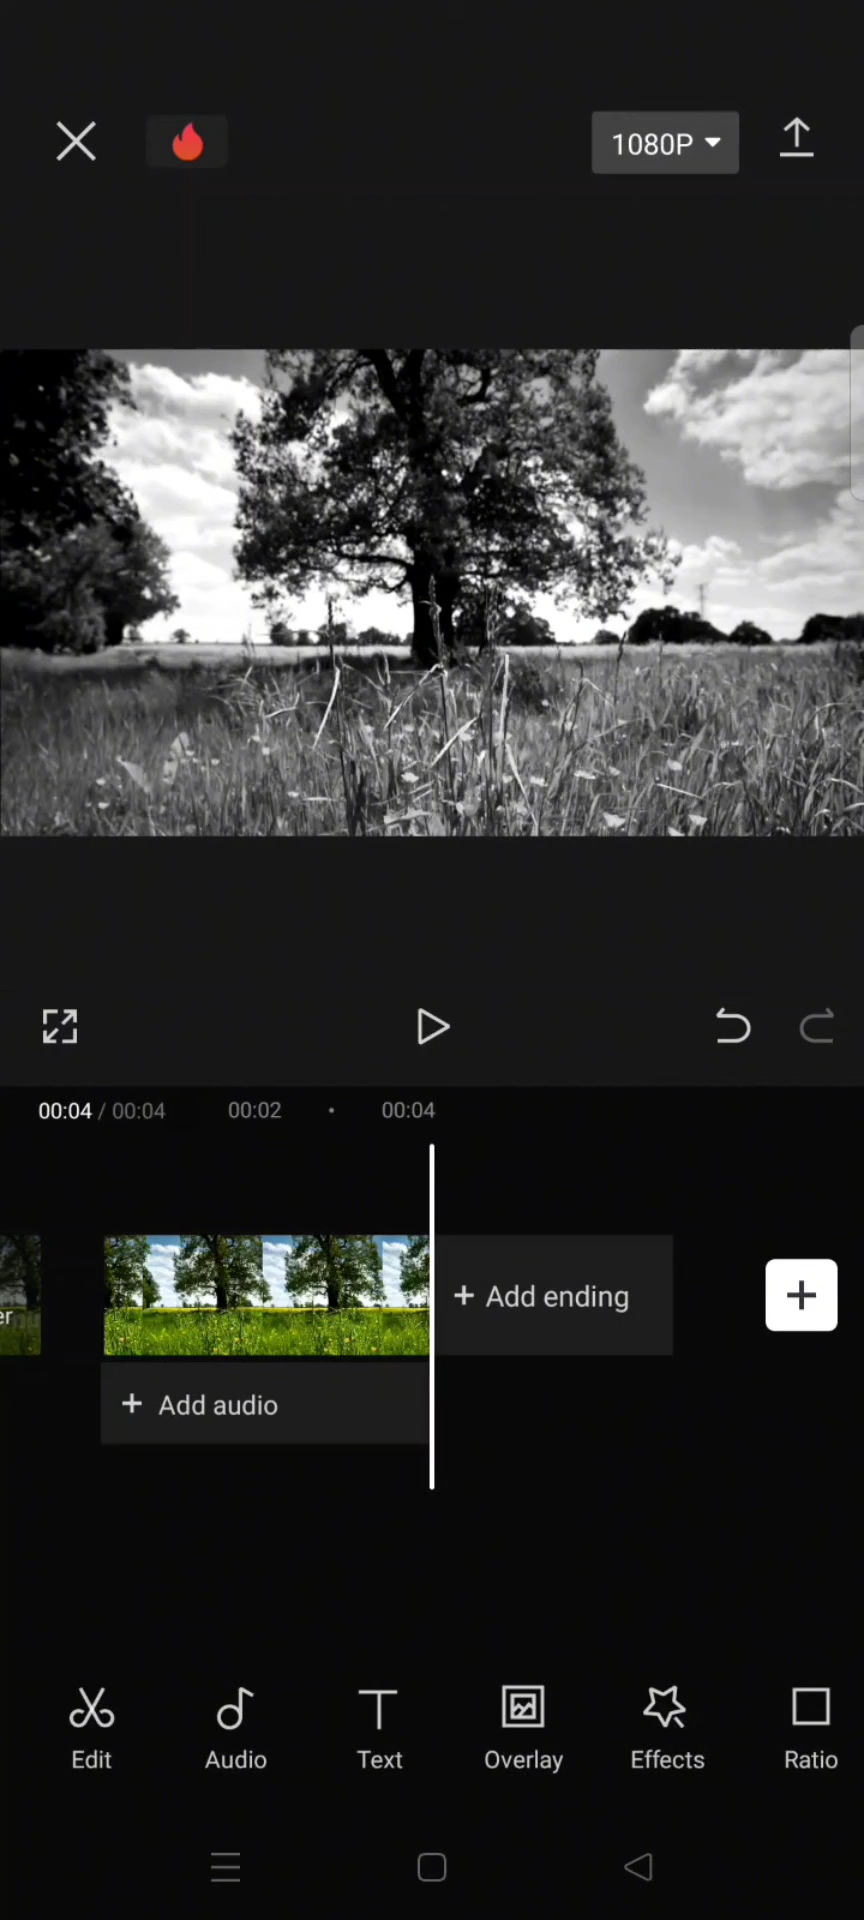 1080P
00:04 / 00:04 00:02 00:04
er
+ Add ending
+ Add audio
Edit Audio Text Overlay Effects Ratio